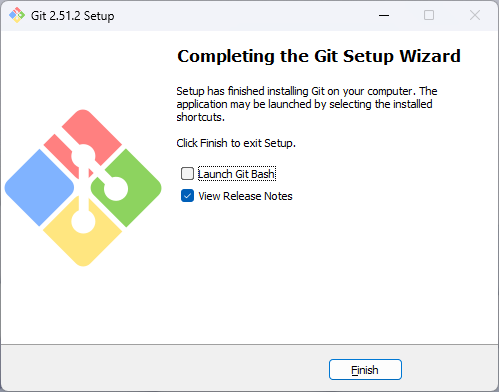 Git 2.51.2 Setup
Completing the Git Setup Wizard
Setup has finished installing Git on your computer. The
application may be launched by selecting the installed
shortcuts.
Click Finish to exit Setup.
Launch Git Bash
View Release Notes
Finish